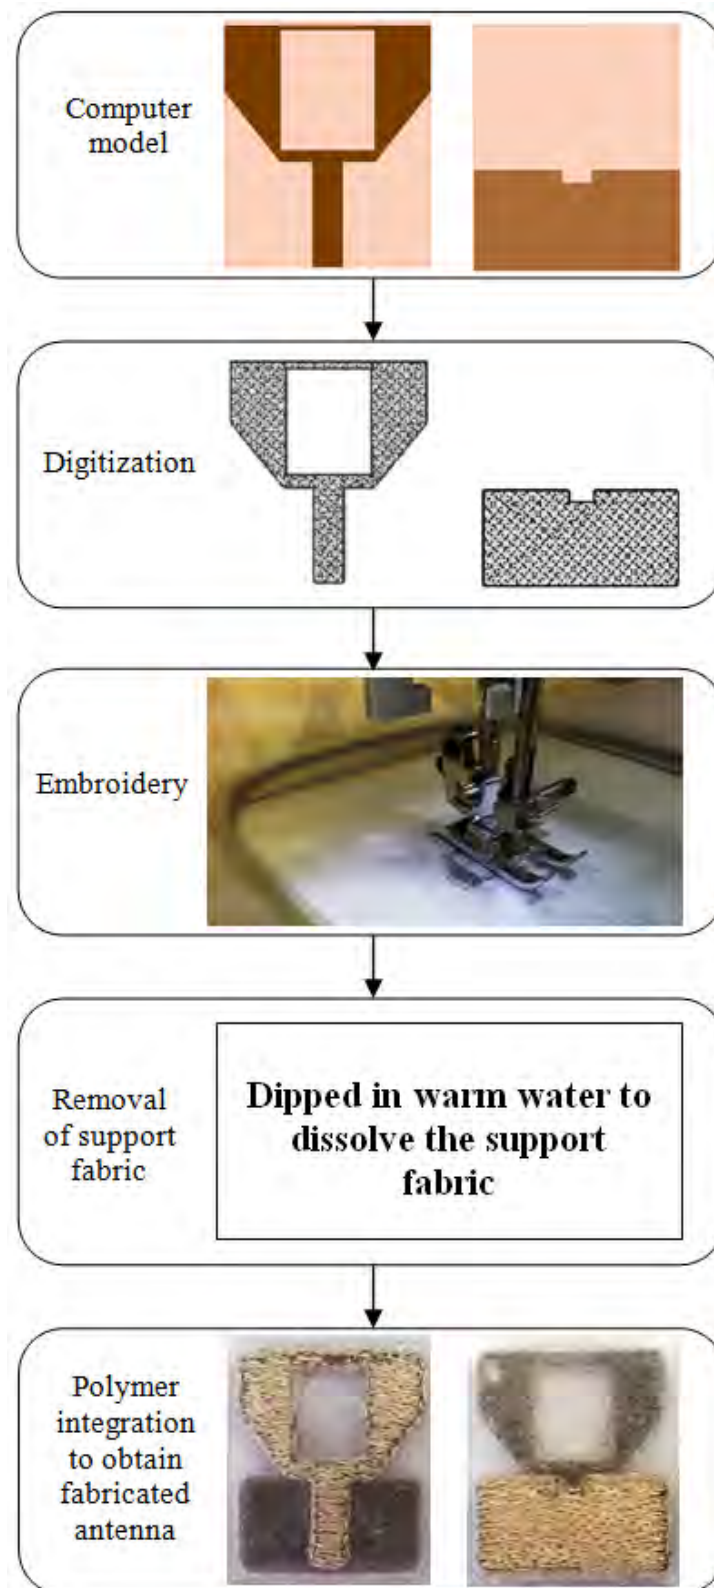 Computer
model
Digitization
Embroidery
Removal
of support
fabric
Dipped in warm water to
dissolve the support
fabric
Polymer
integration
to obtain
fabricated
antenna